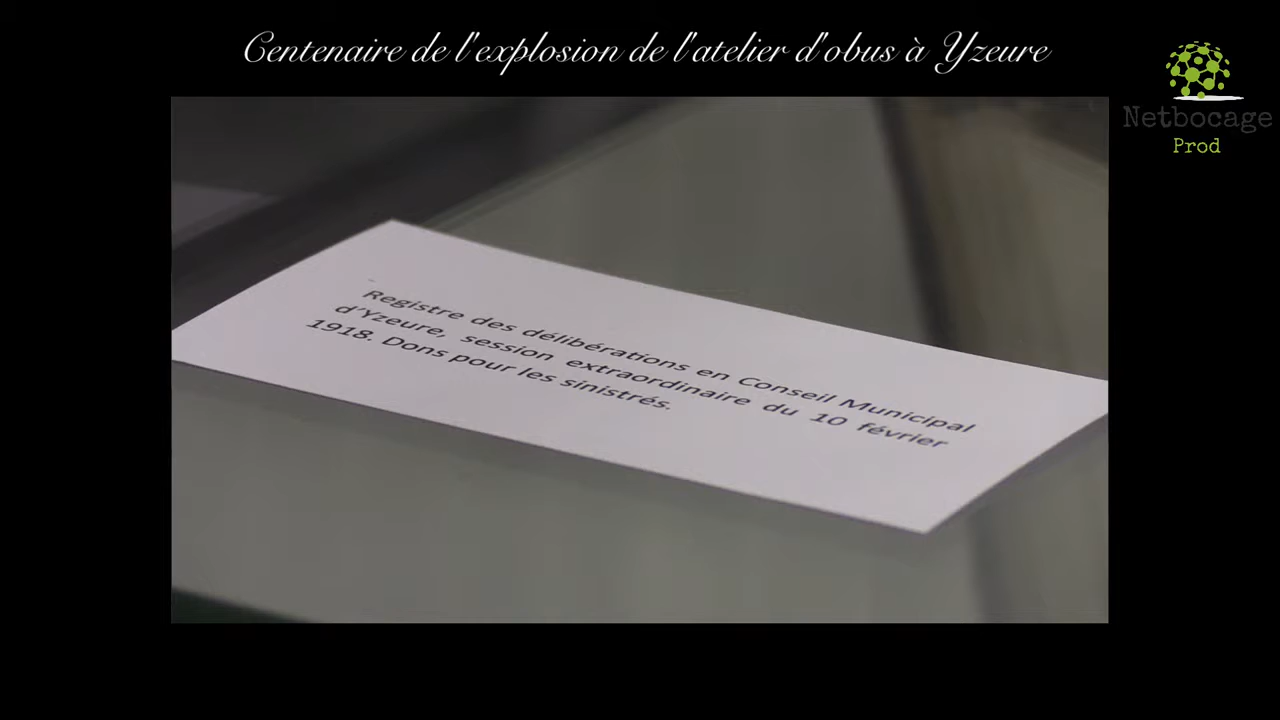 Centenaire de l'explosion de l'atelier d'obus à Yzeure
Netbocage
Prod
Registre des délibérations en Conseil Municipal
d'Yzeure, session extraordinaire du 10 février
1918. Dons pour les sinistrés.